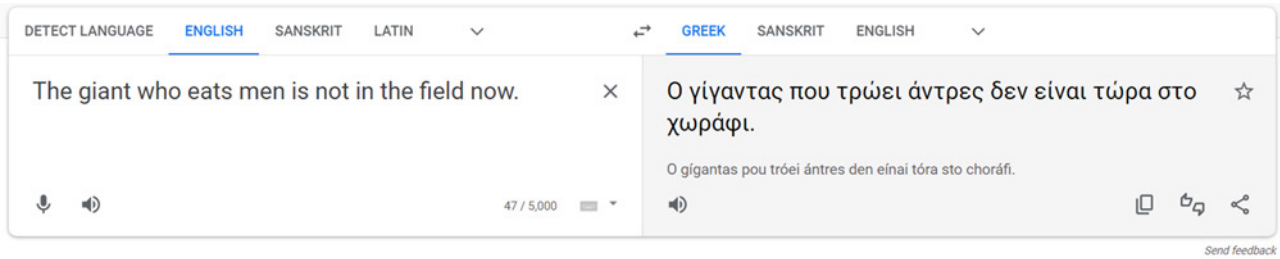 DETECT LANGUAGE ENGLISH SANSKRIT LATIN GREEK SANSKRIT ENGLISH
The giant who eats men is not in the field now.
47 / 5,000
Ο γίγαντας που τρώει άντρες δεν είναι τώρα στο
χωράφι.
O gígantas pou tróei ántres den eínai tóra sto choráfi.
Send feedback